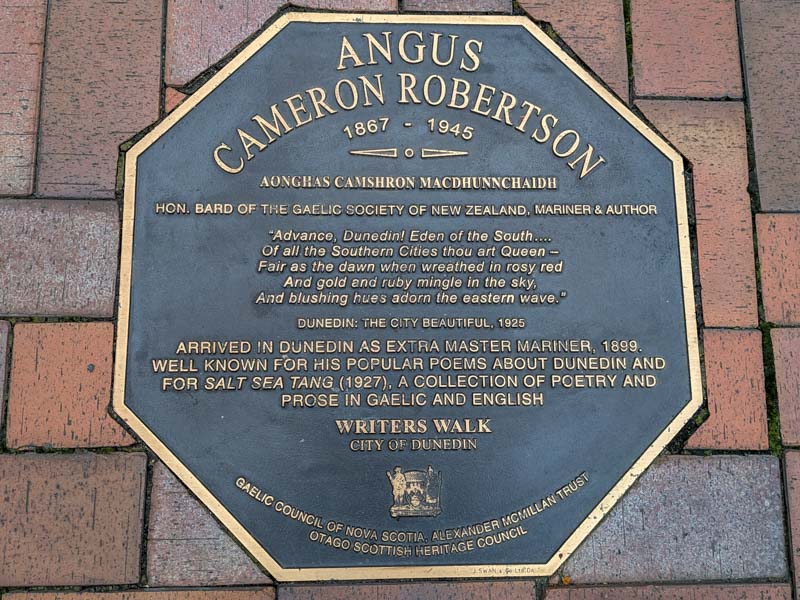 ANGUS
CAMERON ROBERTSON
1867 - 1945
AONGHAS CAMSHRON MACDHUNNCHAIDH
HON. BARD OF THE GAELIC SOCIETY OF NEW ZEALAND, MARINER & AUTHOR
"Advance, Dunedin! Eden of the South....
Of all the Southern Cities thou art Queen –
Fair as the dawn when wreathed in rosy red
And gold and ruby mingle in the sky,
And blushing hues adorn the eastern wave."
DUNEDIN: THE CITY BEAUTIFUL, 1925
ARRIVED IN DUNEDIN AS EXTRA MASTER MARINER, 1899.
WELL KNOWN FOR HIS POPULAR POEMS ABOUT DUNEDIN AND
FOR SALT SEA TANG (1927), A COLLECTION OF POETRY AND
PROSE IN GAELIC AND ENGLISH
WRITERS WALK
CITY OF DUNEDIN
GAELIC COUNCIL OF NOVA SCOTIA, ALEXANDER MCMILLAN TRUST
OTAGO SCOTTISH HERITAGE COUNCIL
J. SWAN